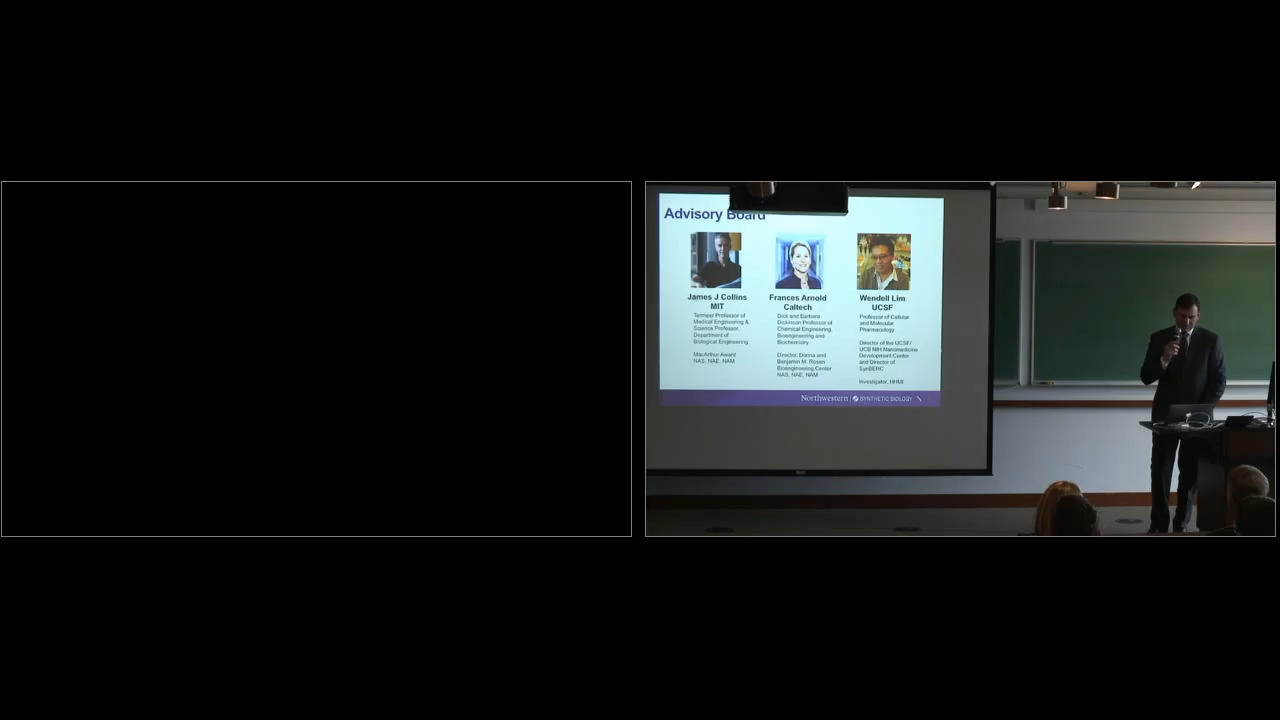 Advisory Board
James J Collins
MIT
Termeer Professor of
Medical Engineering &
Science Professor,
Department of
Biological Engineering
MacArthur Award
NAS, NAE, NAM
Frances Arnold
Caltech
Dick and Barbara
Dickinson Professor of
Chemical Engineering,
Bioengineering and
Biochemistry
Director, Donna and
Benjamin M. Rosen
Bioengineering Center
NAS, NAE, NAM
Wendell Lim
UCSF
Professor of Cellular
and Molecular
Pharmacology
Director of the UCSF/
UCB NIH Nanomedicine
Development Center
and Director of
SynBERC
Investigator, HHMI
Northwestern | SYNTHETIC BIOLOGY